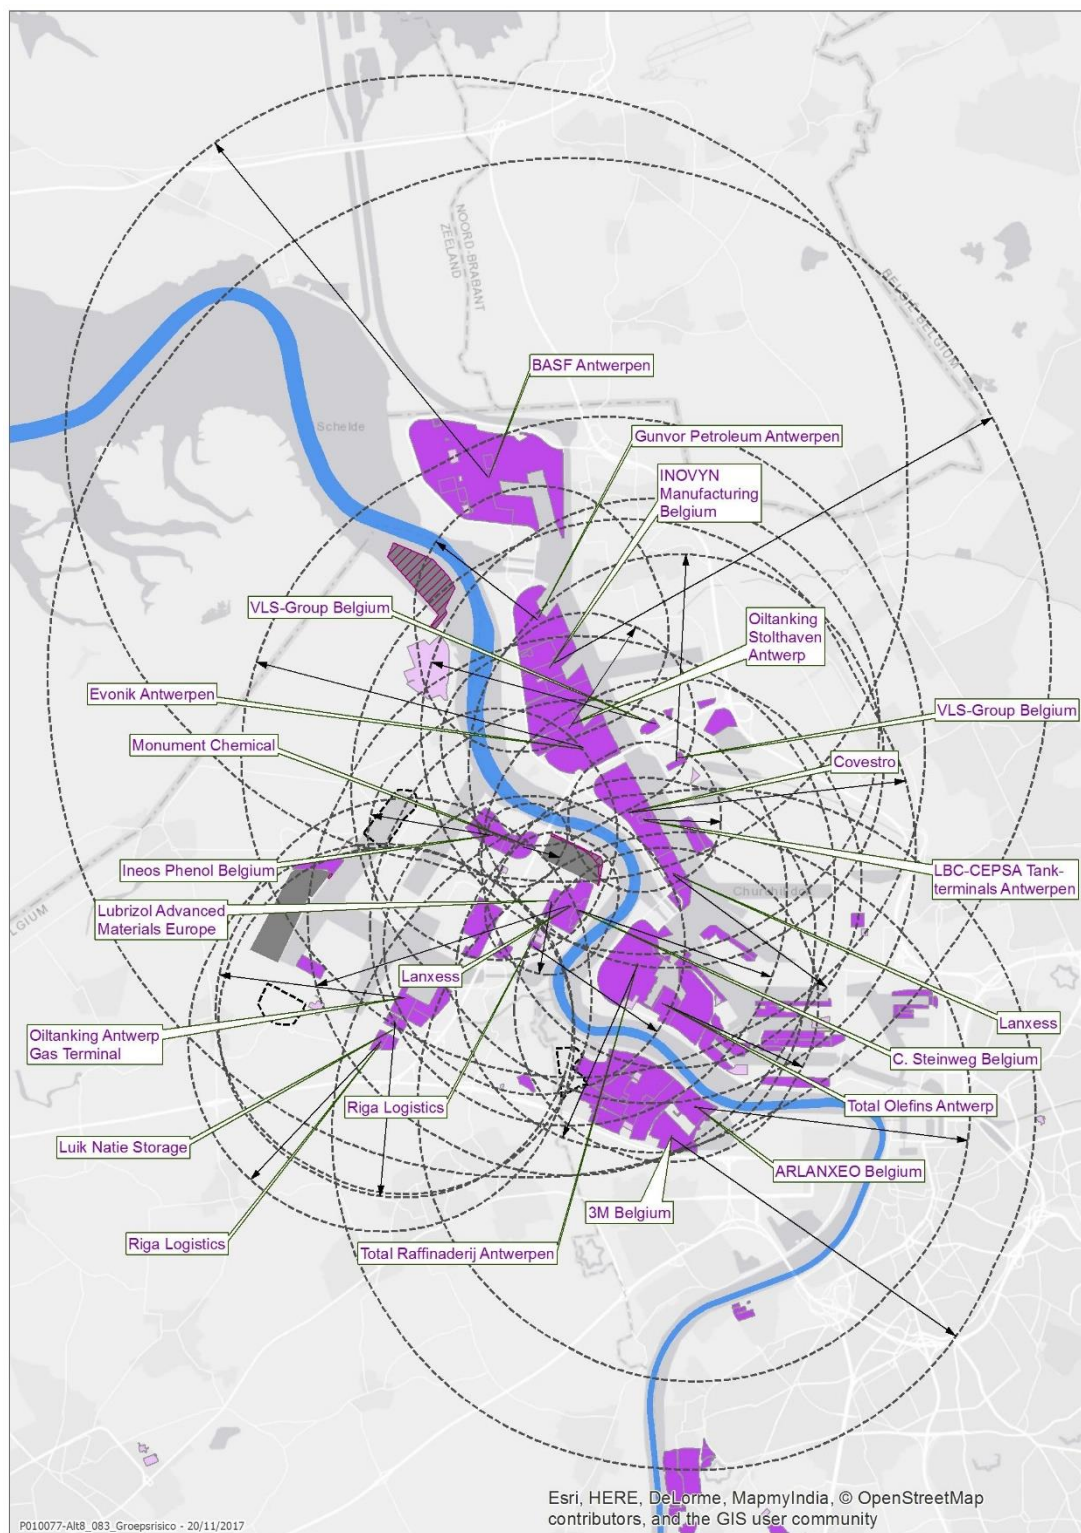 NOORD-BRABANT
ZEELAND
BELGIË-BELGIUM
BASF Antwerpen
Schelde
Gunvor Petroleum Antwerpen
INOVYN
Manufacturing
Belgium
VLS-Group Belgium
Oiltanking
Stolthaven
Antwerp
Evonik Antwerpen
VLS-Group Belgium
Monument Chemical
Covestro
Ineos Phenol Belgium
LBC-CEPSA Tank-
terminals Antwerpen
Lubrizol Advanced
Materials Europe
Lanxess
Oiltanking Antwerp
Gas Terminal
Lanxess
C. Steinweg Belgium
Riga Logistics
Total Olefins Antwerp
Luik Natie Storage
ARLANXEO Belgium
3M Belgium
Riga Logistics
Total Raffinaderij Antwerpen
Esri, HERE, DeLorme, MapmyIndia, © OpenStreetMap
contributors, and the GIS user community
P010077-Alt8_083_Groepsrisico - 20/11/2017